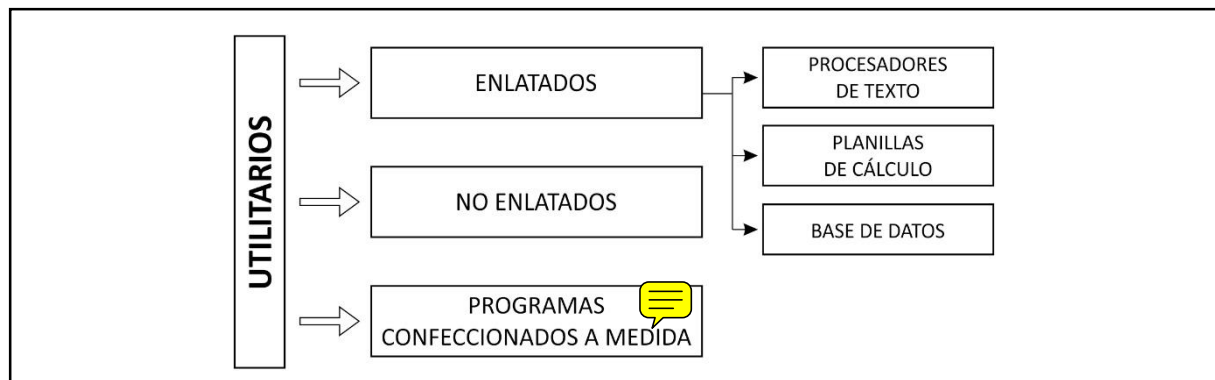 UTILITARIOS
ENLATADOS
PROCESADORES
DE TEXTO
PLANILLAS
DE CÁLCULO
BASE DE DATOS
NO ENLATADOS
PROGRAMAS
CONFECCIONADOS A MEDIDA